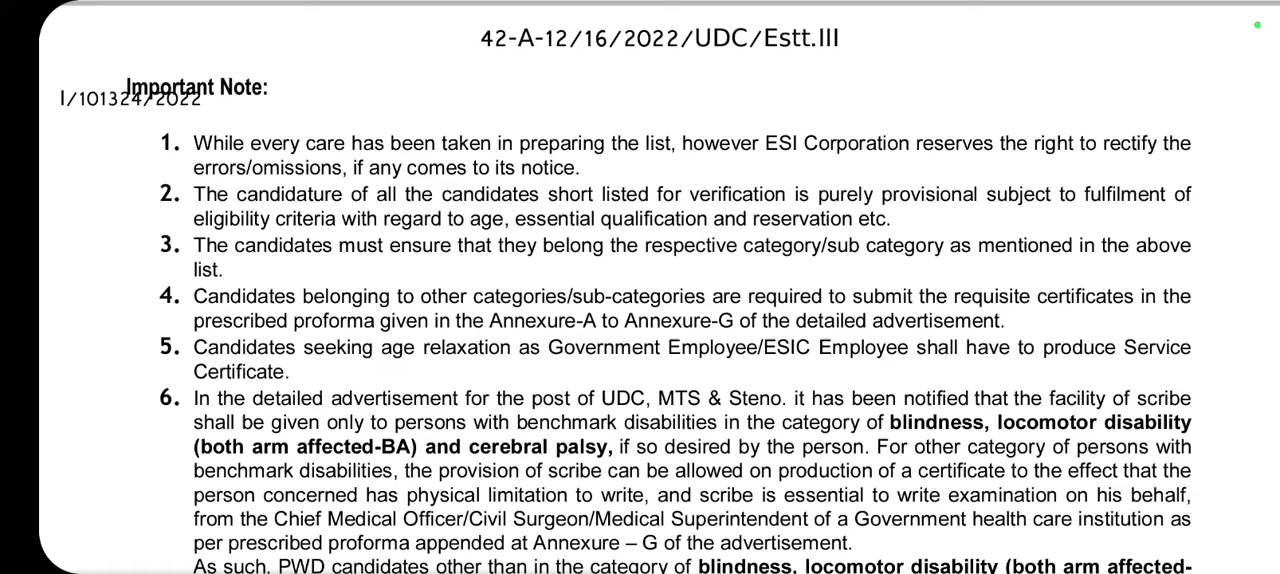 42-A-12/16/2022/UDC/Estt.III
Important Note:
I/101324/2022
1. While every care has been taken in preparing the list, however ESI Corporation reserves the right to rectify the
errors/omissions, if any comes to its notice.
2. The candidature of all the candidates short listed for verification is purely provisional subject to fulfilment of
eligibility criteria with regard to age, essential qualification and reservation etc.
3. The candidates must ensure that they belong the respective category/sub category as mentioned in the above
list.
4. Candidates belonging to other categories/sub-categories are required to submit the requisite certificates in the
prescribed proforma given in the Annexure-A to Annexure-G of the detailed advertisement.
5. Candidates seeking age relaxation as Government Employee/ESIC Employee shall have to produce Service
Certificate.
6. In the detailed advertisement for the post of UDC, MTS & Steno. it has been notified that the facility of scribe
shall be given only to persons with benchmark disabilities in the category of blindness, locomotor disability
(both arm affected-BA) and cerebral palsy, if so desired by the person. For other category of persons with
benchmark disabilities, the provision of scribe can be allowed on production of a certificate to the effect that the
person concerned has physical limitation to write, and scribe is essential to write examination on his behalf,
from the Chief Medical Officer/Civil Surgeon/Medical Superintendent of a Government health care institution as
per prescribed proforma appended at Annexure – G of the advertisement.
As such, PWD candidates other than in the category of blindness, locomotor disability (both arm affected-